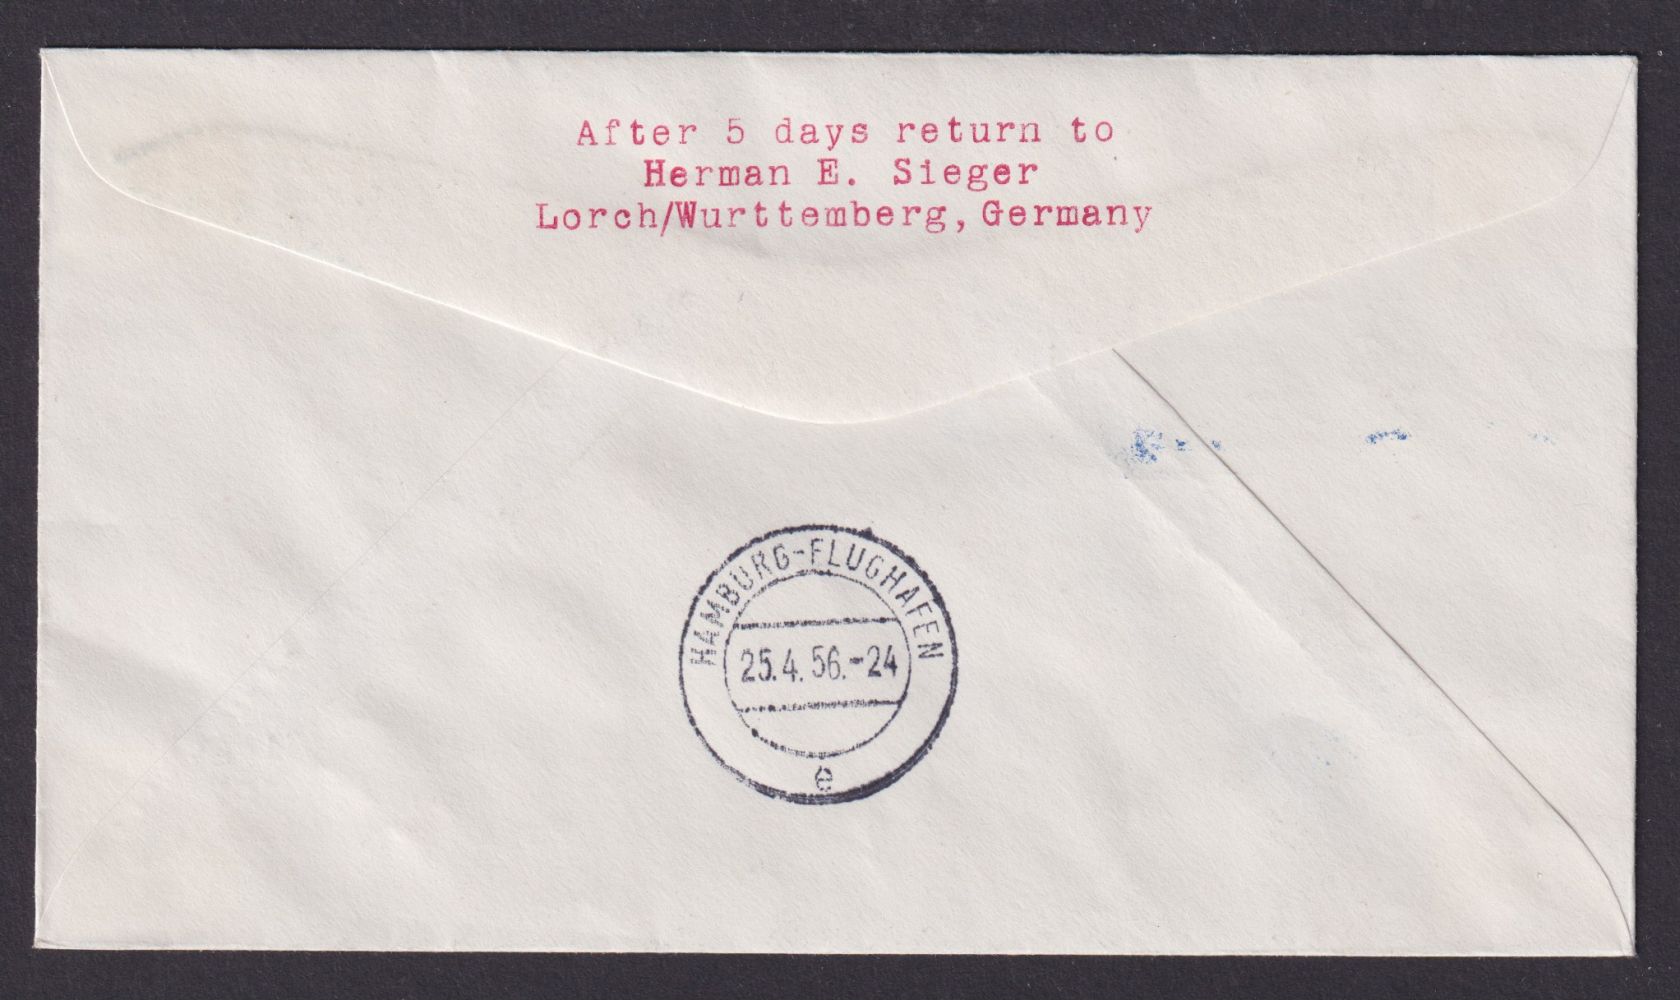 After 5 days return to
Herman E. Sieger
Lorch/Wurttemberg, Germany
HAMBURG-FLUGHAFEN
25.4.56.-24
e